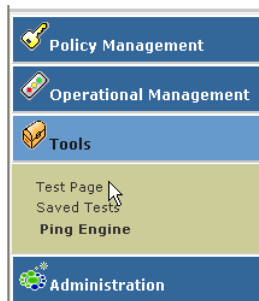 Policy Management
Operational Management
Tools
Test Page
Saved Tests
Ping Engine
Administration